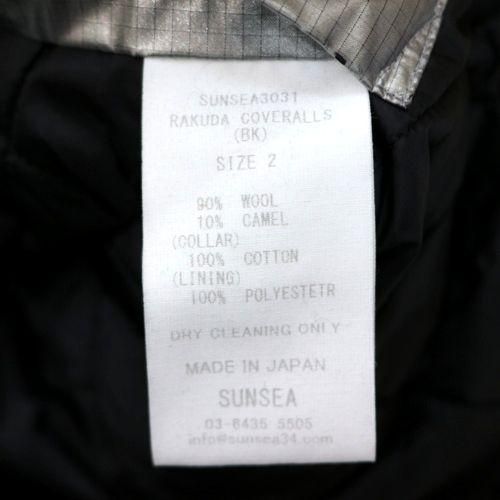 SUNSEA3031
RAKUDA COVERALLS
(BK)
SIZE 2
90% WOOL
10% CAMEL
(COLLAR)
100% COTTON
(LINING)
100% POLYESTETR
DRY CLEANING ONLY
MADE IN JAPAN
SUNSEA
03-6435 5505
info@sunsea34.com